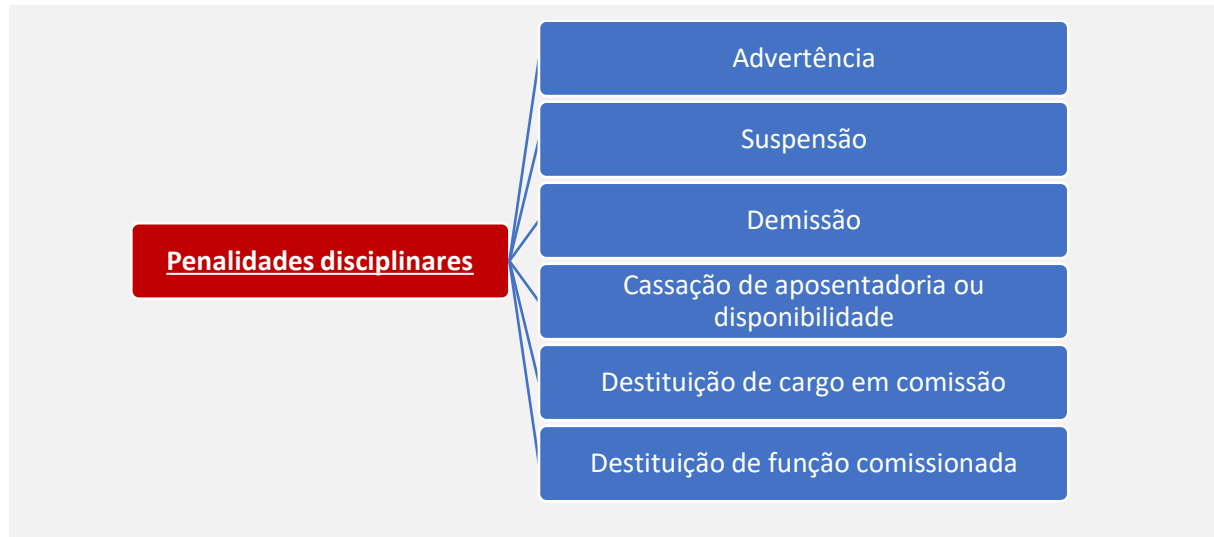 Penalidades disciplinares
Advertência
Suspensão
Demissão
Cassação de aposentadoria ou
disponibilidade
Destituição de cargo em comissão
Destituição de função comissionada